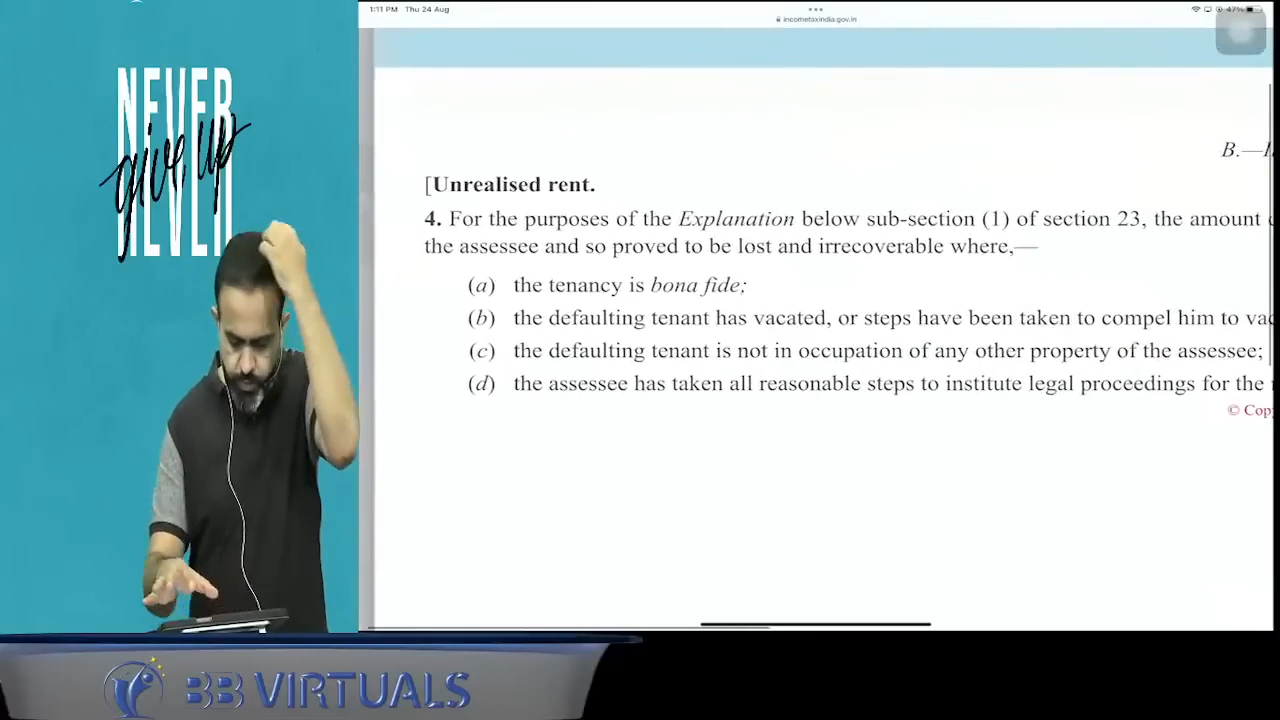 1:11 PM Thu 24 Aug
incometaxindia.gov.in
47%
NEVER
give up
NEVER
B.—
[Unrealised rent.
4. For the purposes of the Explanation below sub-section (1) of section 23, the amount
the assessee and so proved to be lost and irrecoverable where,—
(a) the tenancy is bona fide;
(b) the defaulting tenant has vacated, or steps have been taken to compel him to vac
(c) the defaulting tenant is not in occupation of any other property of the assessee;
(d) the assessee has taken all reasonable steps to institute legal proceedings for the
© Cop
BB VIRTUALS